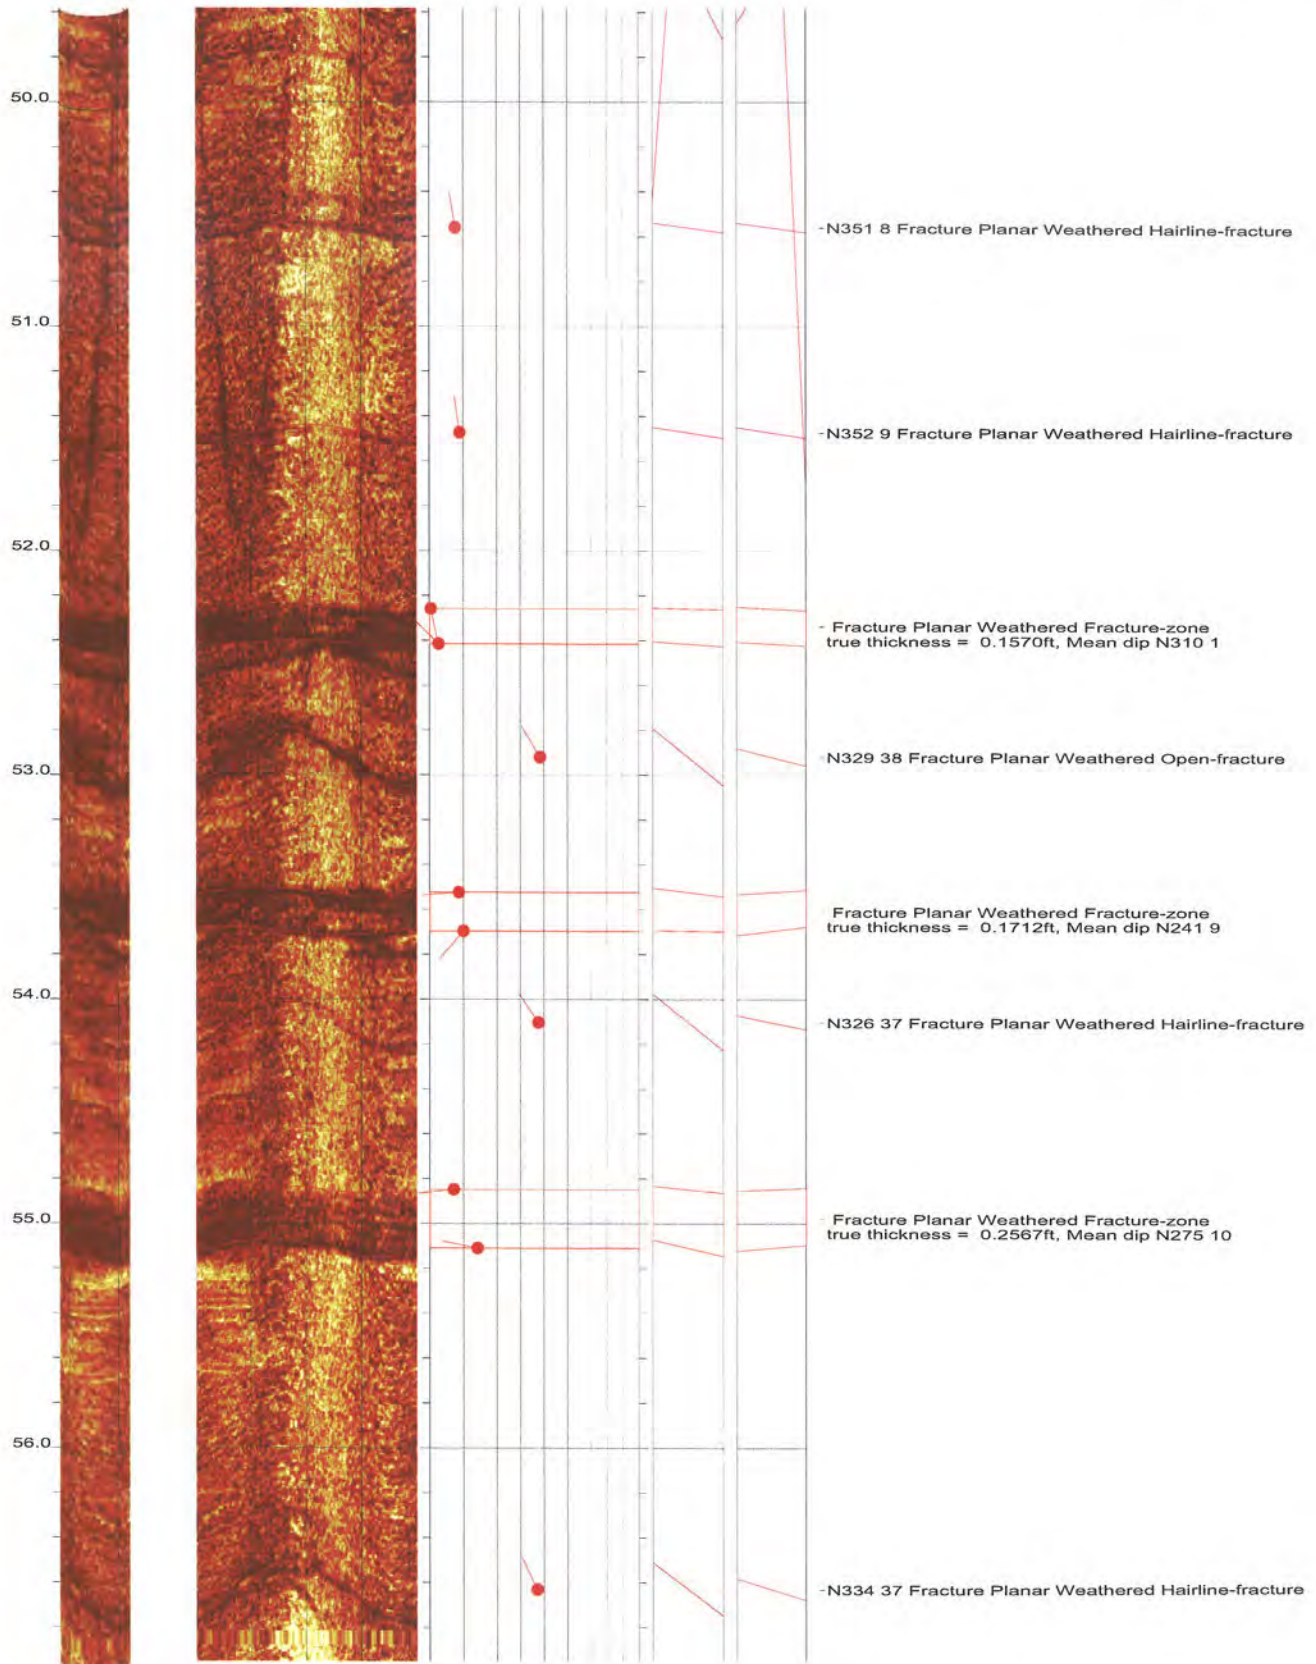 50.0
-N351 8 Fracture Planar Weathered Hairline-fracture
51.0
-N352 9 Fracture Planar Weathered Hairline-fracture
52.0
- Fracture Planar Weathered Fracture-zone
true thickness = 0.1570ft, Mean dip N310 1
-N329 38 Fracture Planar Weathered Open-fracture
53.0
Fracture Planar Weathered Fracture-zone
true thickness = 0.1712ft, Mean dip N241 9
54.0
-N326 37 Fracture Planar Weathered Hairline-fracture
55.0
- Fracture Planar Weathered Fracture-zone
true thickness = 0.2567ft, Mean dip N275 10
56.0
-N334 37 Fracture Planar Weathered Hairline-fracture